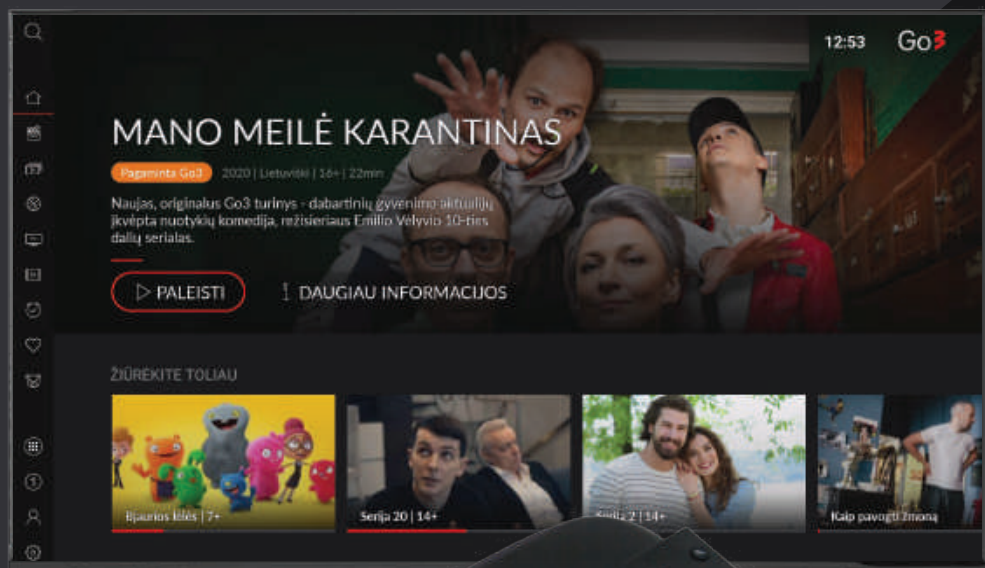 12:53 Go3
MANO MEILĖ KARANTINAS
Pagaminta Go3 2020 | Lietuviški | 16+ | 22min
Naujas, originalus Go3 turinys - dabartinių gyvenimo aktualijų
įkvėpta nuotykių komedija, režisieriaus Emilio Vėlyvio 10-ties
dalių serialas.
PALEISTI DAUGIAU INFORMACIJOS
ŽIŪRĖKITE TOLIAU
Bjaurios lėlės | 7+
Serija 20 | 14+
Serija 2 | 14+
Kaip pavogti žmoną